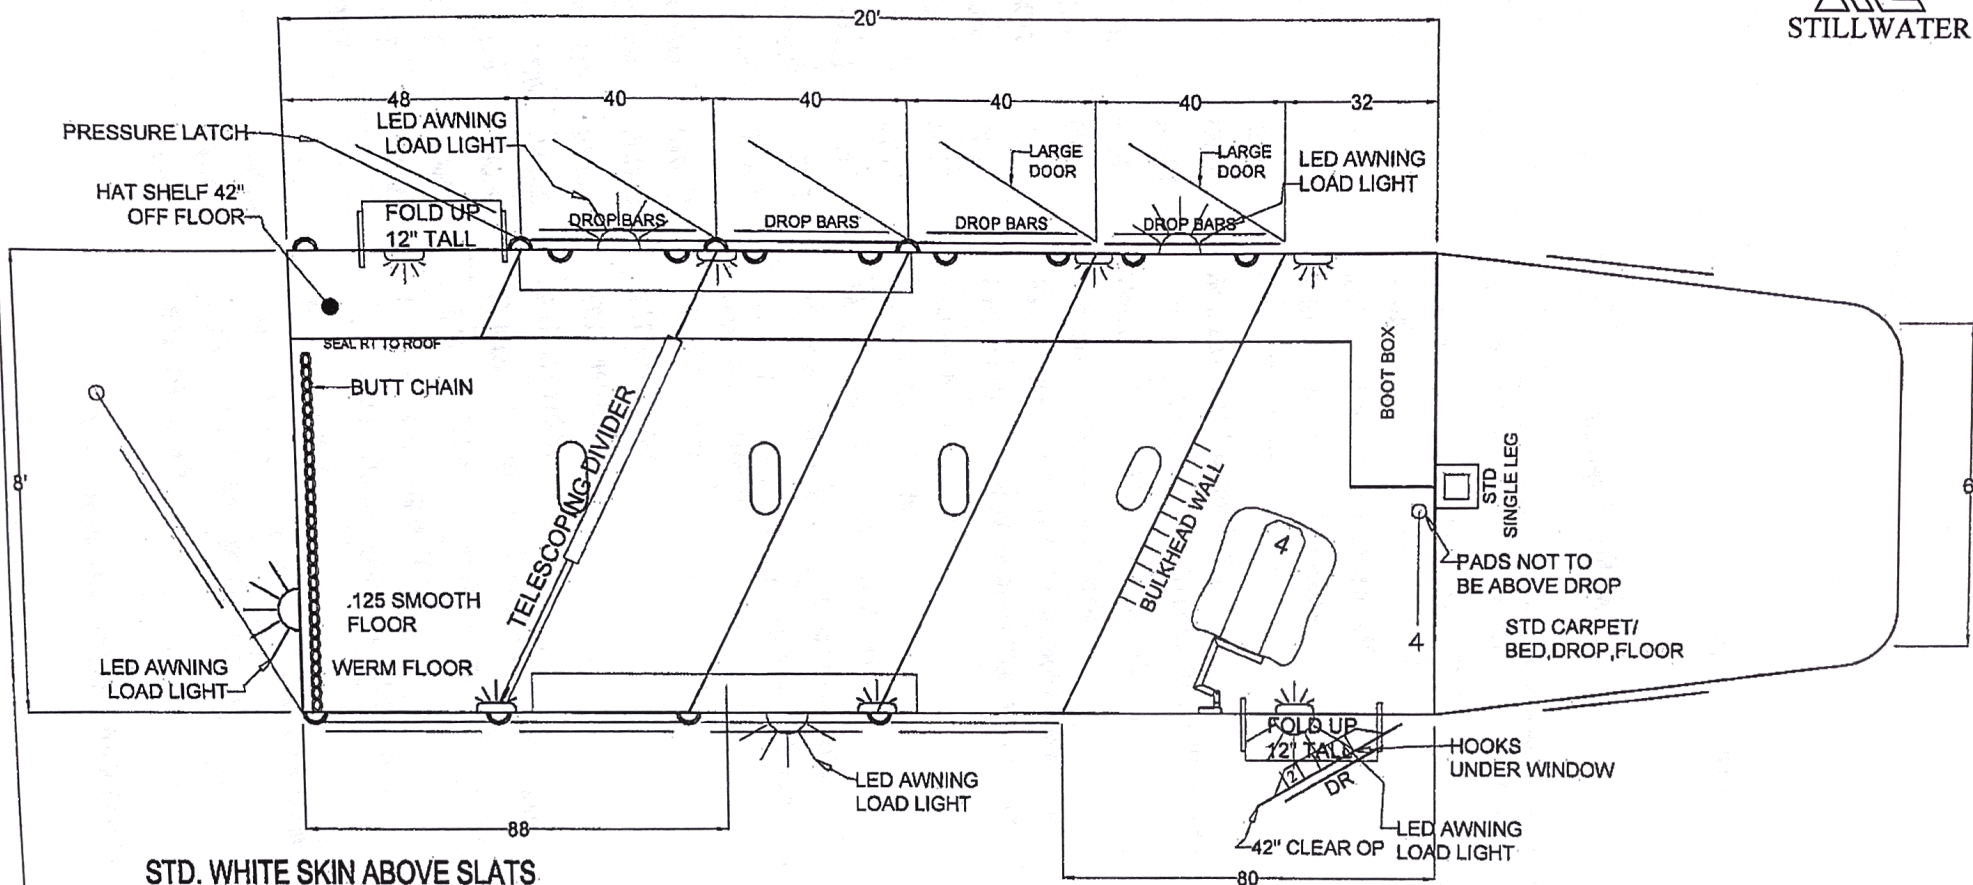 STILLWATER
20'
48
40
40
40
40
32
PRESSURE LATCH
LED AWNING
LOAD LIGHT
LARGE
DOOR
LARGE
DOOR
LED AWNING
LOAD LIGHT
HAT SHELF 42"
OFF FLOOR
FOLD UP
12" TALL
DROP BARS
DROP BARS
DROP BARS
DROP BARS
SEAL RT TO ROOF
BUTT CHAIN
TELESCOPING DIVIDER
BULKHEAD WALL
BOOT BOX
STD
SINGLE LEG
8'
6
4
4
PADS NOT TO
BE ABOVE DROP
.125 SMOOTH
FLOOR
WERM FLOOR
STD CARPET/
BED,DROP,FLOOR
LED AWNING
LOAD LIGHT
FOLD UP
12" TALL
2
DR
HOOKS
UNDER WINDOW
LED AWNING
LOAD LIGHT
42" CLEAR OP
LED AWNING
LOAD LIGHT
88
80
STD. WHITE SKIN ABOVE SLATS